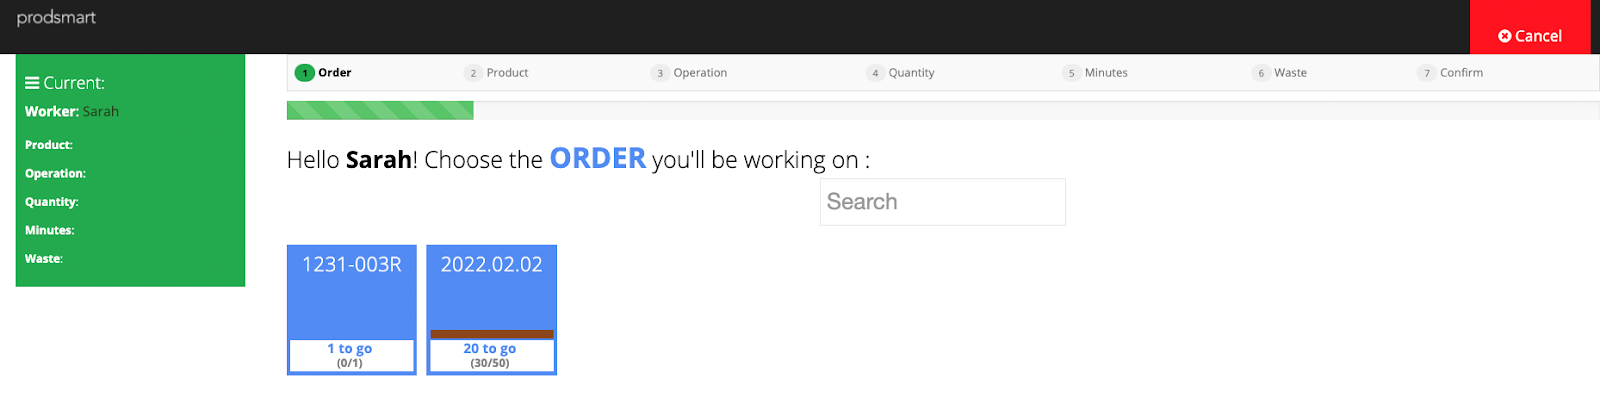 prodsmart
Cancel
Current:
Worker: Sarah
Product:
Operation:
Quantity:
Minutes:
Waste:
1 Order 2 Product 3 Operation 4 Quantity 5 Minutes 6 Waste 7 Confirm
Hello Sarah! Choose the ORDER you'll be working on :
Search
1231-003R
1 to go
(0/1)
2022.02.02
20 to go
(30/50)